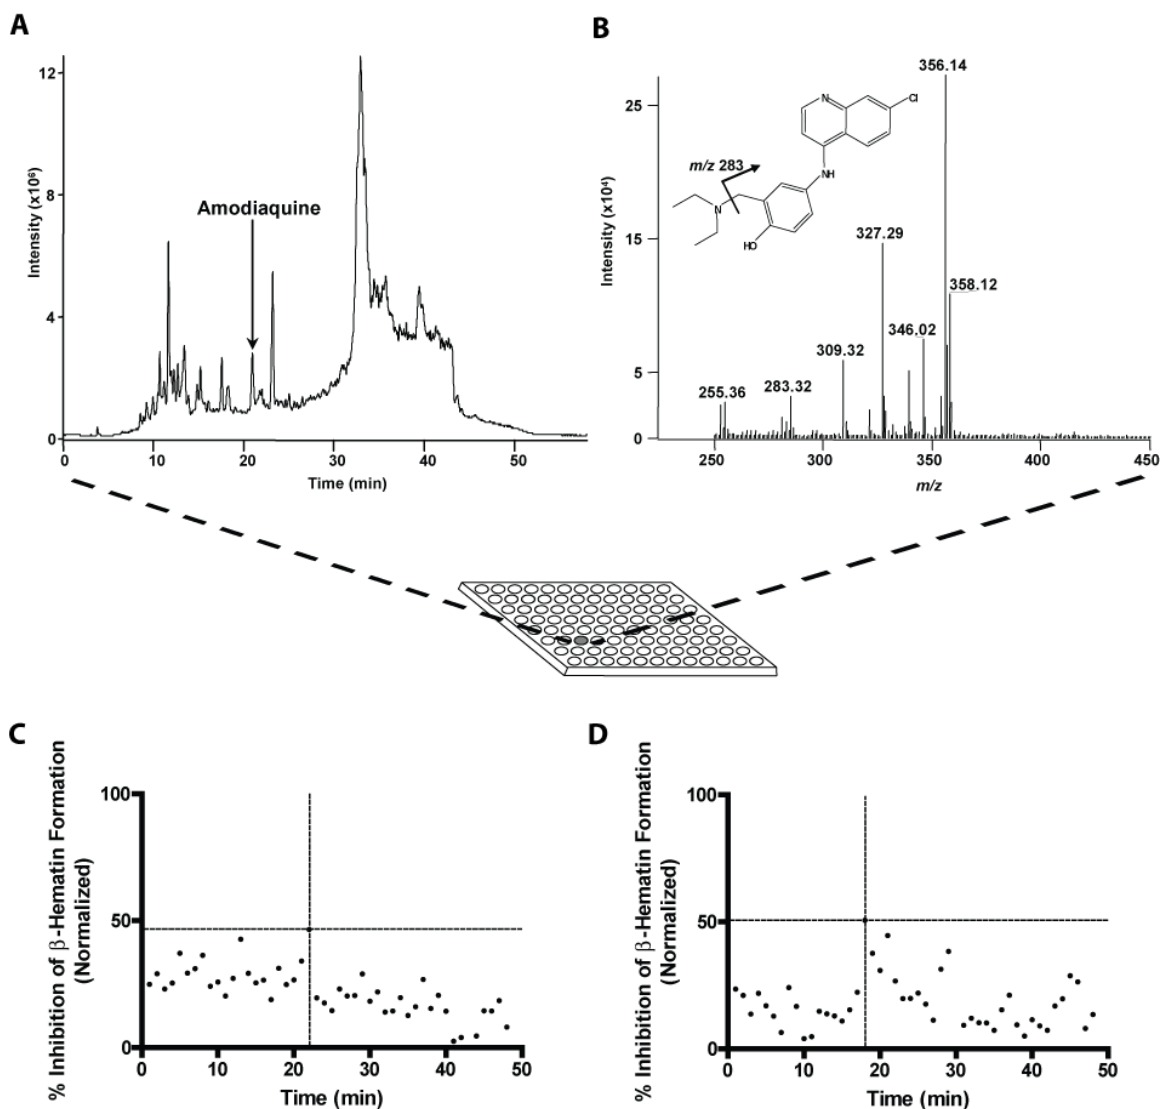 A
Intensity (x10⁶)
12
8
4
0
Amodiaquine
0 10 20 30 40 50
Time (min)
B
Intensity (x10⁴)
25
15
5
0
N
Cl
NH
m/z 283
N
HO
356.14
327.29
358.12
346.02
309.32
283.32
255.36
250 300 350 400 450
m/z
C
% Inhibition of β-Hematin Formation
(Normalized)
100
50
0
0 10 20 30 40 50
Time (min)
D
% Inhibition of β-Hematin Formation
(Normalized)
100
50
0
0 10 20 30 40 50
Time (min)